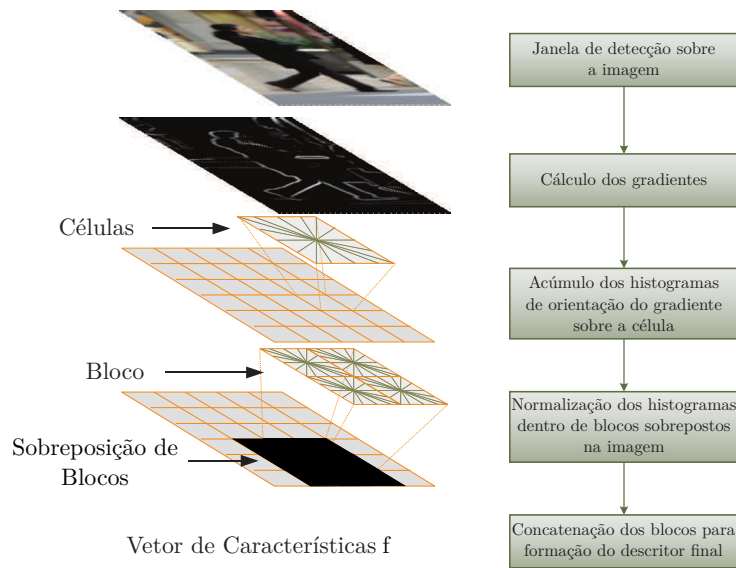 Janela de detecção sobre
a imagem
Cálculo dos gradientes
Células
Acúmulo dos histogramas
de orientação do gradiente
sobre a célula
Bloco
Normalização dos histogramas
dentro de blocos sobrepostos
na imagem
Sobreposição de
Blocos
Vetor de Características f
Concatenação dos blocos para
formação do descritor final